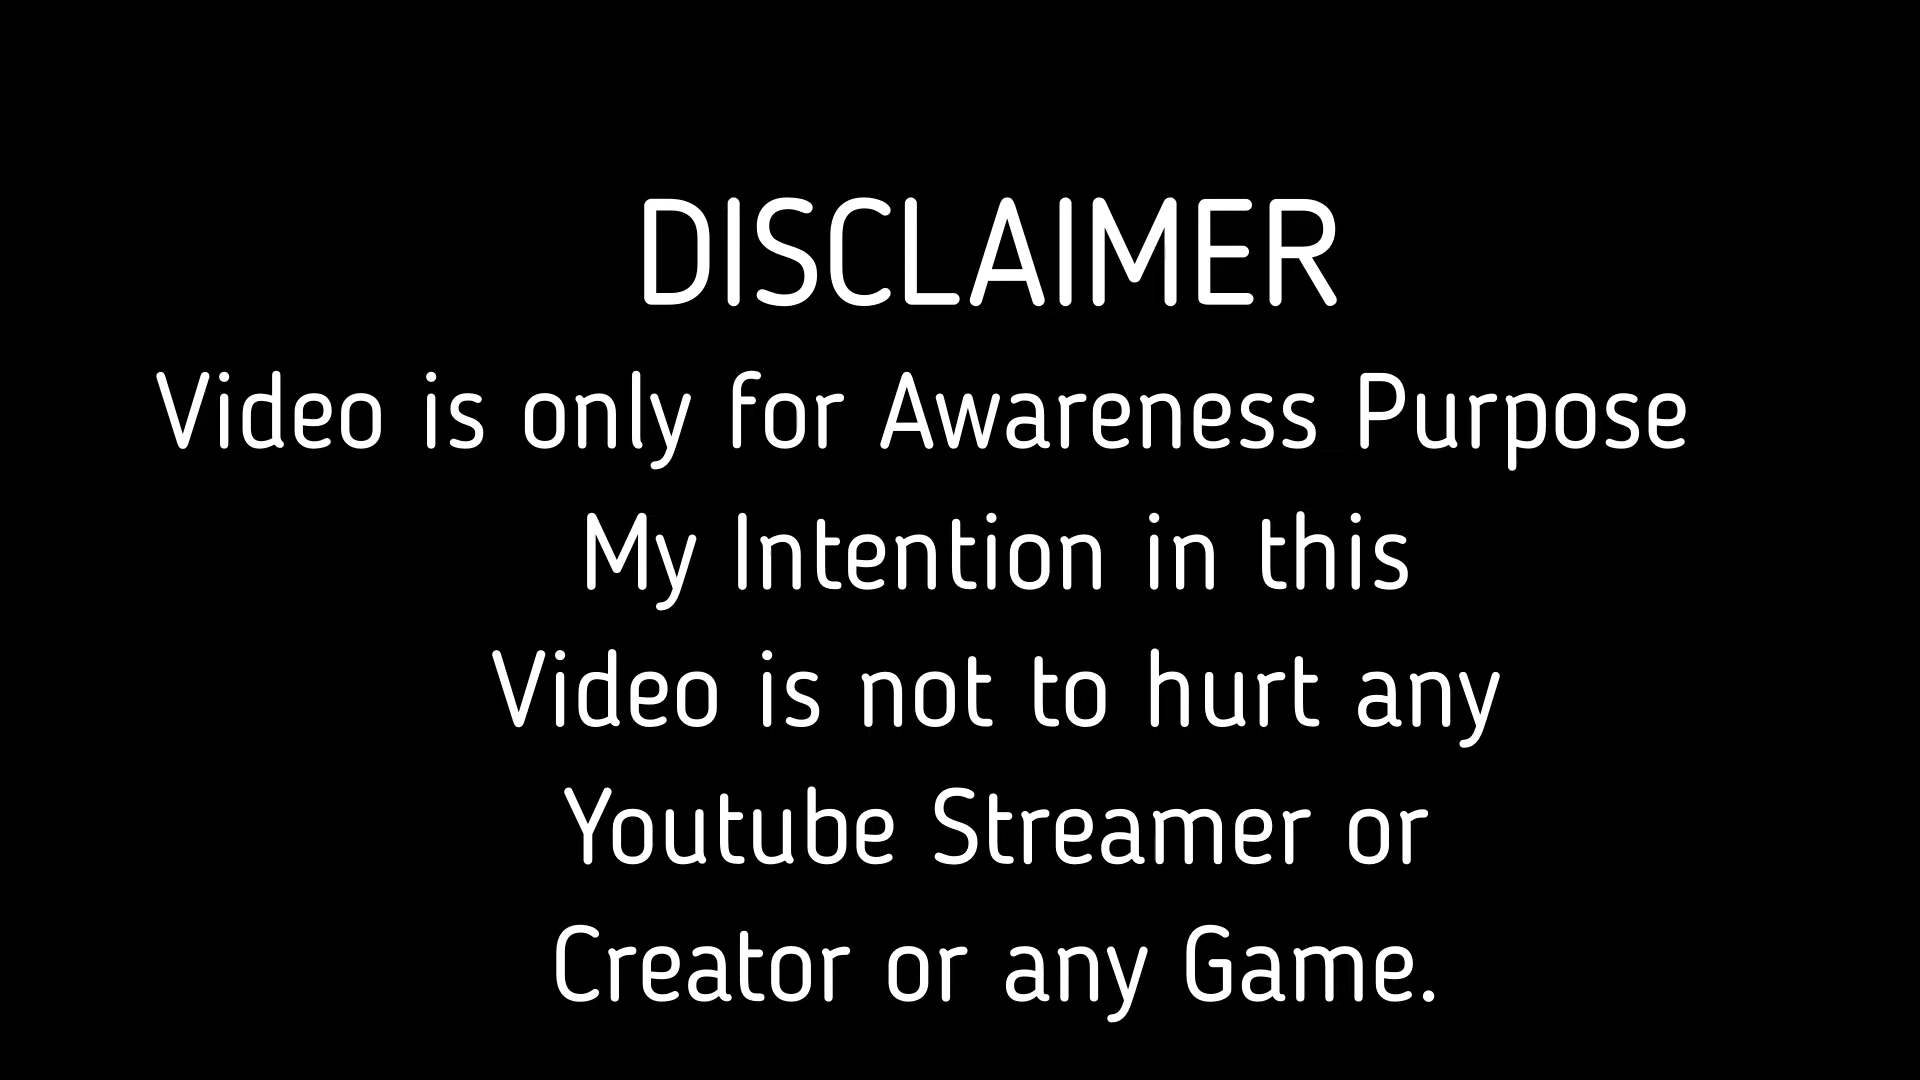 DISCLAIMER
Video is only for Awareness Purpose
My Intention in this
Video is not to hurt any
Youtube Streamer or
Creator or any Game.